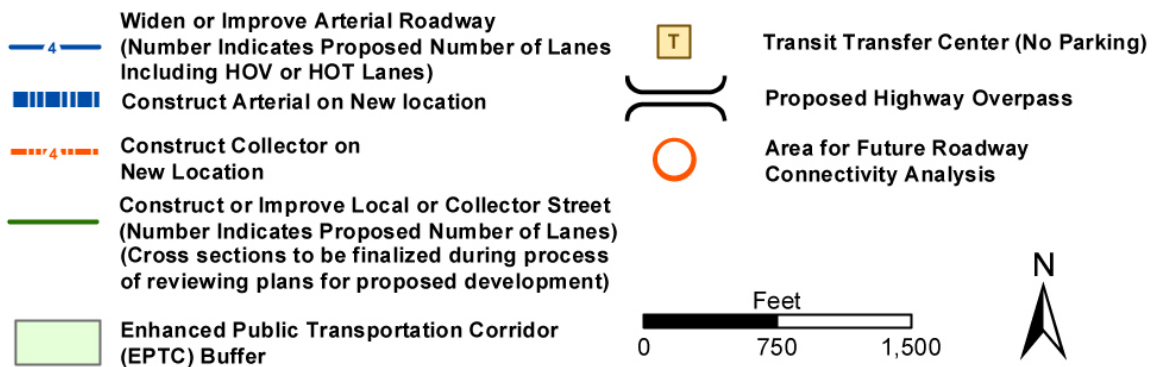 4
Widen or Improve Arterial Roadway
(Number Indicates Proposed Number of Lanes
Including HOV or HOT Lanes)
Construct Arterial on New location
4
Construct Collector on
New Location
Construct or Improve Local or Collector Street
(Number Indicates Proposed Number of Lanes)
(Cross sections to be finalized during process
of reviewing plans for proposed development)
Enhanced Public Transportation Corridor
(EPTC) Buffer
T
Transit Transfer Center (No Parking)
Proposed Highway Overpass
Area for Future Roadway
Connectivity Analysis
Feet
0 750 1,500
N